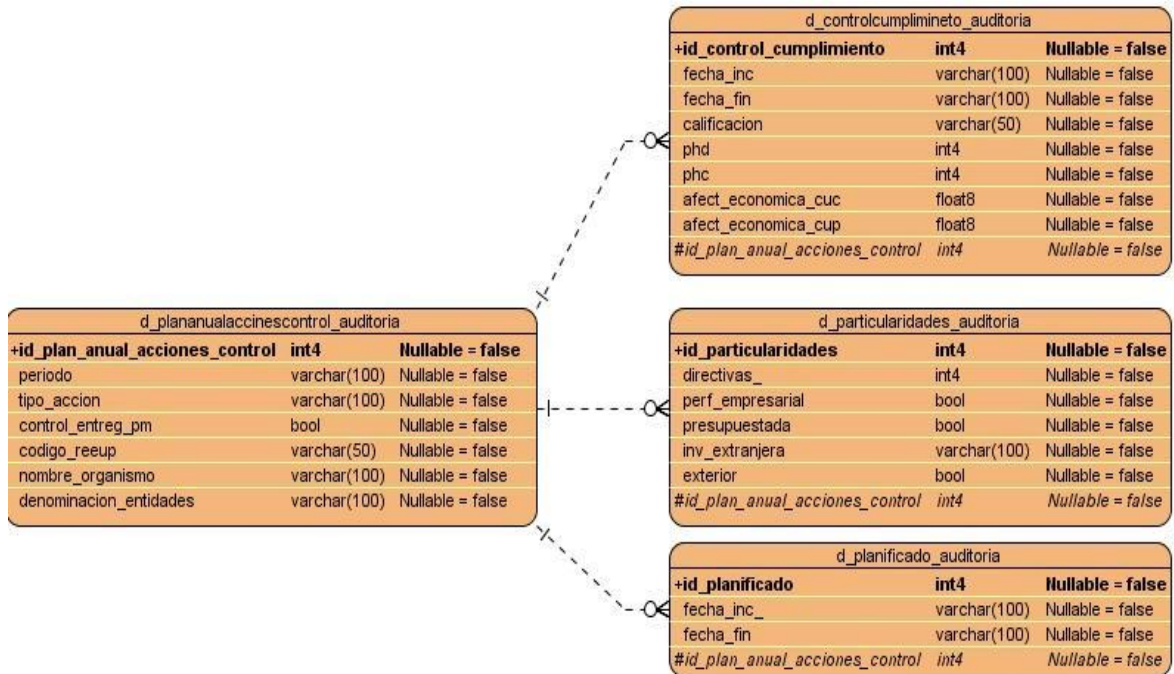 d_controlcumplimineto_auditoria
+id_control_cumplimiento int4 Nullable = false
fecha_inc varchar(100) Nullable = false
fecha_fin varchar(100) Nullable = false
calificacion varchar(50) Nullable = false
phd int4 Nullable = false
phc int4 Nullable = false
afect_economica_cuc float8 Nullable = false
afect_economica_cup float8 Nullable = false
#id_plan_anual_acciones_control int4 Nullable = false
d_plananualaccinescontrol_auditoria
+id_plan_anual_acciones_control int4 Nullable = false
periodo varchar(100) Nullable = false
tipo_accion varchar(100) Nullable = false
control_entreg_pm bool Nullable = false
codigo_reeup varchar(50) Nullable = false
nombre_organismo varchar(100) Nullable = false
denominacion_entidades varchar(100) Nullable = false
d_particularidades_auditoria
+id_particularidades int4 Nullable = false
directivas_ int4 Nullable = false
perf_empresarial bool Nullable = false
presupuestada bool Nullable = false
inv_extranjera varchar(100) Nullable = false
exterior bool Nullable = false
#id_plan_anual_acciones_control int4 Nullable = false
d_planificado_auditoria
+id_planificado int4 Nullable = false
fecha_inc_ varchar(100) Nullable = false
fecha_fin varchar(100) Nullable = false
#id_plan_anual_acciones_control int4 Nullable = false